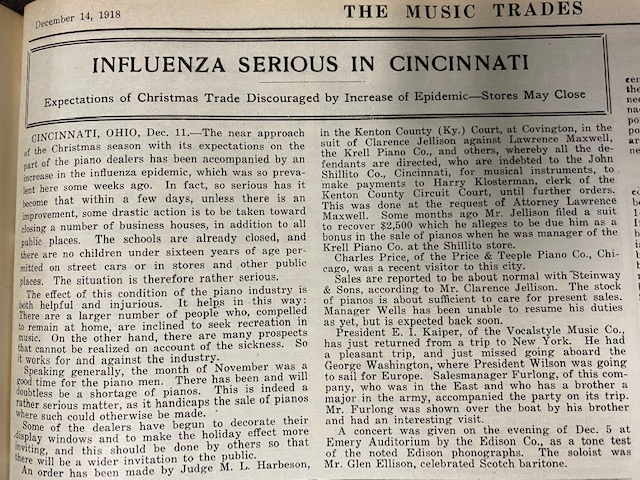 December 14, 1918
THE MUSIC TRADES
INFLUENZA SERIOUS IN CINCINNATI
Expectations of Christmas Trade Discouraged by Increase of Epidemic—Stores May Close
CINCINNATI, OHIO, Dec. 11.—The near approach
of the Christmas season with its expectations on the
part of the piano dealers has been accompanied by an
increase in the influenza epidemic, which was so preva-
lent here some weeks ago. In fact, so serious has it
become that within a few days, unless there is an
improvement, some drastic action is to be taken toward
closing a number of business houses, in addition to all
public places. The schools are already closed, and
there are no children under sixteen years of age per-
mitted on street cars or in stores and other public
places. The situation is therefore rather serious.
The effect of this condition of the piano industry is
both helpful and injurious. It helps in this way:
There are a larger number of people who, compelled
to remain at home, are inclined to seek recreation in
music. On the other hand, there are many prospects
that cannot be realized on account of the sickness. So
it works for and against the industry.
Speaking generally, the month of November was a
good time for the piano men. There has been and will
doubtless be a shortage of pianos. This is indeed a
rather serious matter, as it handicaps the sale of pianos
where such could otherwise be made.
Some of the dealers have begun to decorate their
display windows and to make the holiday effect more
inviting, and this should be done by others so that
there will be a wider invitation to the public.
An order has been made by Judge M. L. Harbeson,
in the Kenton County (Ky.) Court, at Covington, in the
suit of Clarence Jellison against Lawrence Maxwell,
the Krell Piano Co., and others, whereby all the de-
fendants are directed, who are indebted to the John
Shillito Co., Cincinnati, for musical instruments, to
make payments to Harry Klosterman, clerk of the
Kenton County Circuit Court, until further orders.
This was done at the request of Attorney Lawrence
Maxwell. Some months ago Mr. Jellison filed a suit
to recover $2,500 which he alleges to be due him as a
bonus in the sale of pianos when he was manager of the
Krell Piano Co. at the Shillito store.
Charles Price, of the Price & Teeple Piano Co., Chi-
cago, was a recent visitor to this city.
Sales are reported to be about normal with Steinway
& Sons, according to Mr. Clarence Jellison. The stock
of pianos is about sufficient to care for present sales.
Manager Wells has been unable to resume his duties
as yet, but is expected back soon.
President E. I. Kaiper, of the Vocalstyle Music Co.,
has just returned from a trip to New York. He had
a pleasant trip, and just missed going aboard the
George Washington, where President Wilson was going
to sail for Europe. Salesmanager Furlong, of this com-
pany, who was in the East and who has a brother a
major in the army, accompanied the party on its trip.
Mr. Furlong was shown over the boat by his brother
and had an interesting visit.
A concert was given on the evening of Dec. 5 at
Emery Auditorium by the Edison Co., as a tone test
of the noted Edison phonographs. The soloist was
Mr. Glen Ellison, celebrated Scotch baritone.